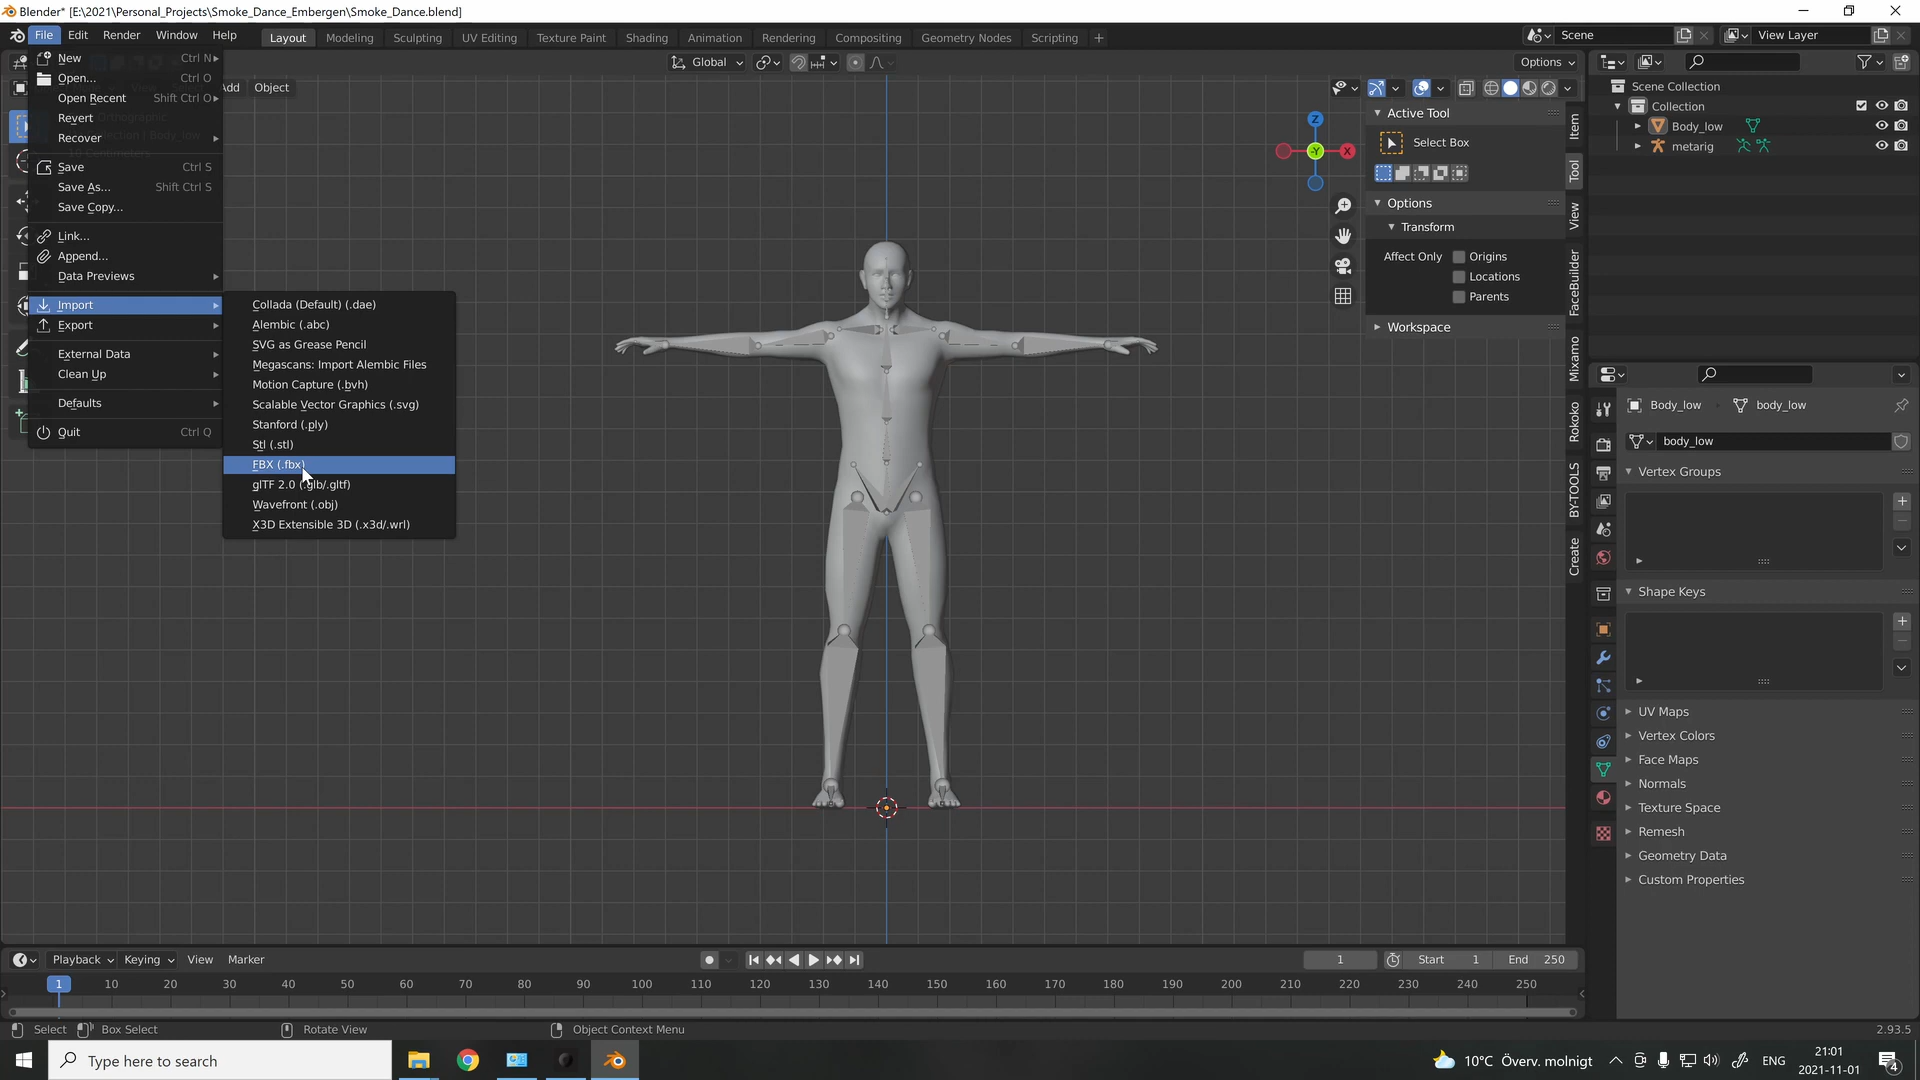 Blender* [E:\2021\Personal_Projects\Smoke_Dance_Embergen\Smoke_Dance.blend]
File Edit Render Window Help
Layout Modeling Sculpting UV Editing Texture Paint Shading Animation Rendering Compositing Geometry Nodes Scripting +
Scene
View Layer
Global
Options
Add Object
New Ctrl N
Open... Ctrl O
Open Recent Shift Ctrl O
Revert
Recover
Save Ctrl S
Save As... Shift Ctrl S
Save Copy...
Link...
Append...
Data Previews
Import
Export
External Data
Clean Up
Defaults
Quit Ctrl Q
Collada (Default) (.dae)
Alembic (.abc)
SVG as Grease Pencil
Megascans: Import Alembic Files
Motion Capture (.bvh)
Scalable Vector Graphics (.svg)
Stanford (.ply)
Stl (.stl)
FBX (.fbx)
glTF 2.0 (.glb/.gltf)
Wavefront (.obj)
X3D Extensible 3D (.x3d/.wrl)
Z
-Y
X
Active Tool
Select Box
Options
Transform
Affect Only Origins
Locations
Parents
Workspace
Item
Tool
View
FaceBuilder
Mixamo
Rokoko
BY-TOOLS
Create
Scene Collection
Collection
Body_low
metarig
Body_low body_low
body_low
Vertex Groups
Shape Keys
UV Maps
Vertex Colors
Face Maps
Normals
Texture Space
Remesh
Geometry Data
Custom Properties
Playback Keying View Marker
1 Start 1 End 250
1 10 20 30 40 50 60 70 80 90 100 110 120 130 140 150 160 170 180 190 200 210 220 230 240 250
Select Box Select Rotate View Object Context Menu 2.93.5
Type here to search
10°C Överv. molnigt
ENG
21:01
2021-11-01
4